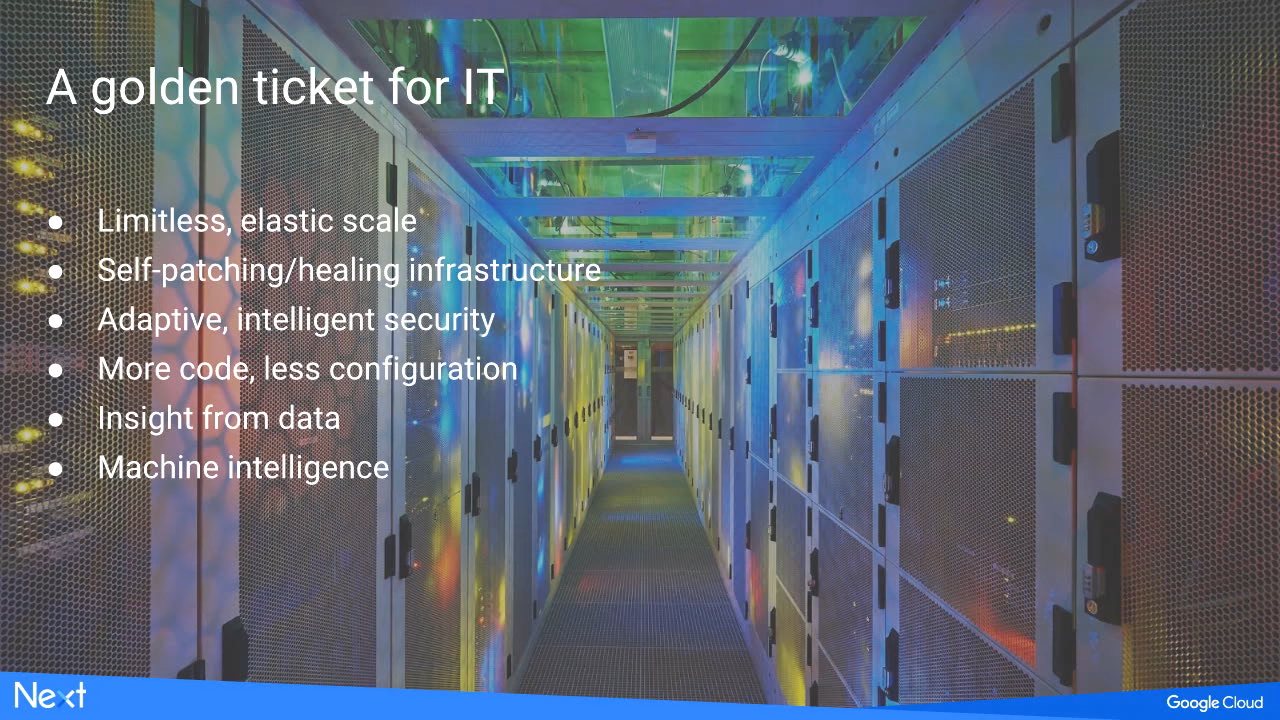 A golden ticket for IT
● Limitless, elastic scale
● Self-patching/healing infrastructure
● Adaptive, intelligent security
● More code, less configuration
● Insight from data
● Machine intelligence
Next
Google Cloud